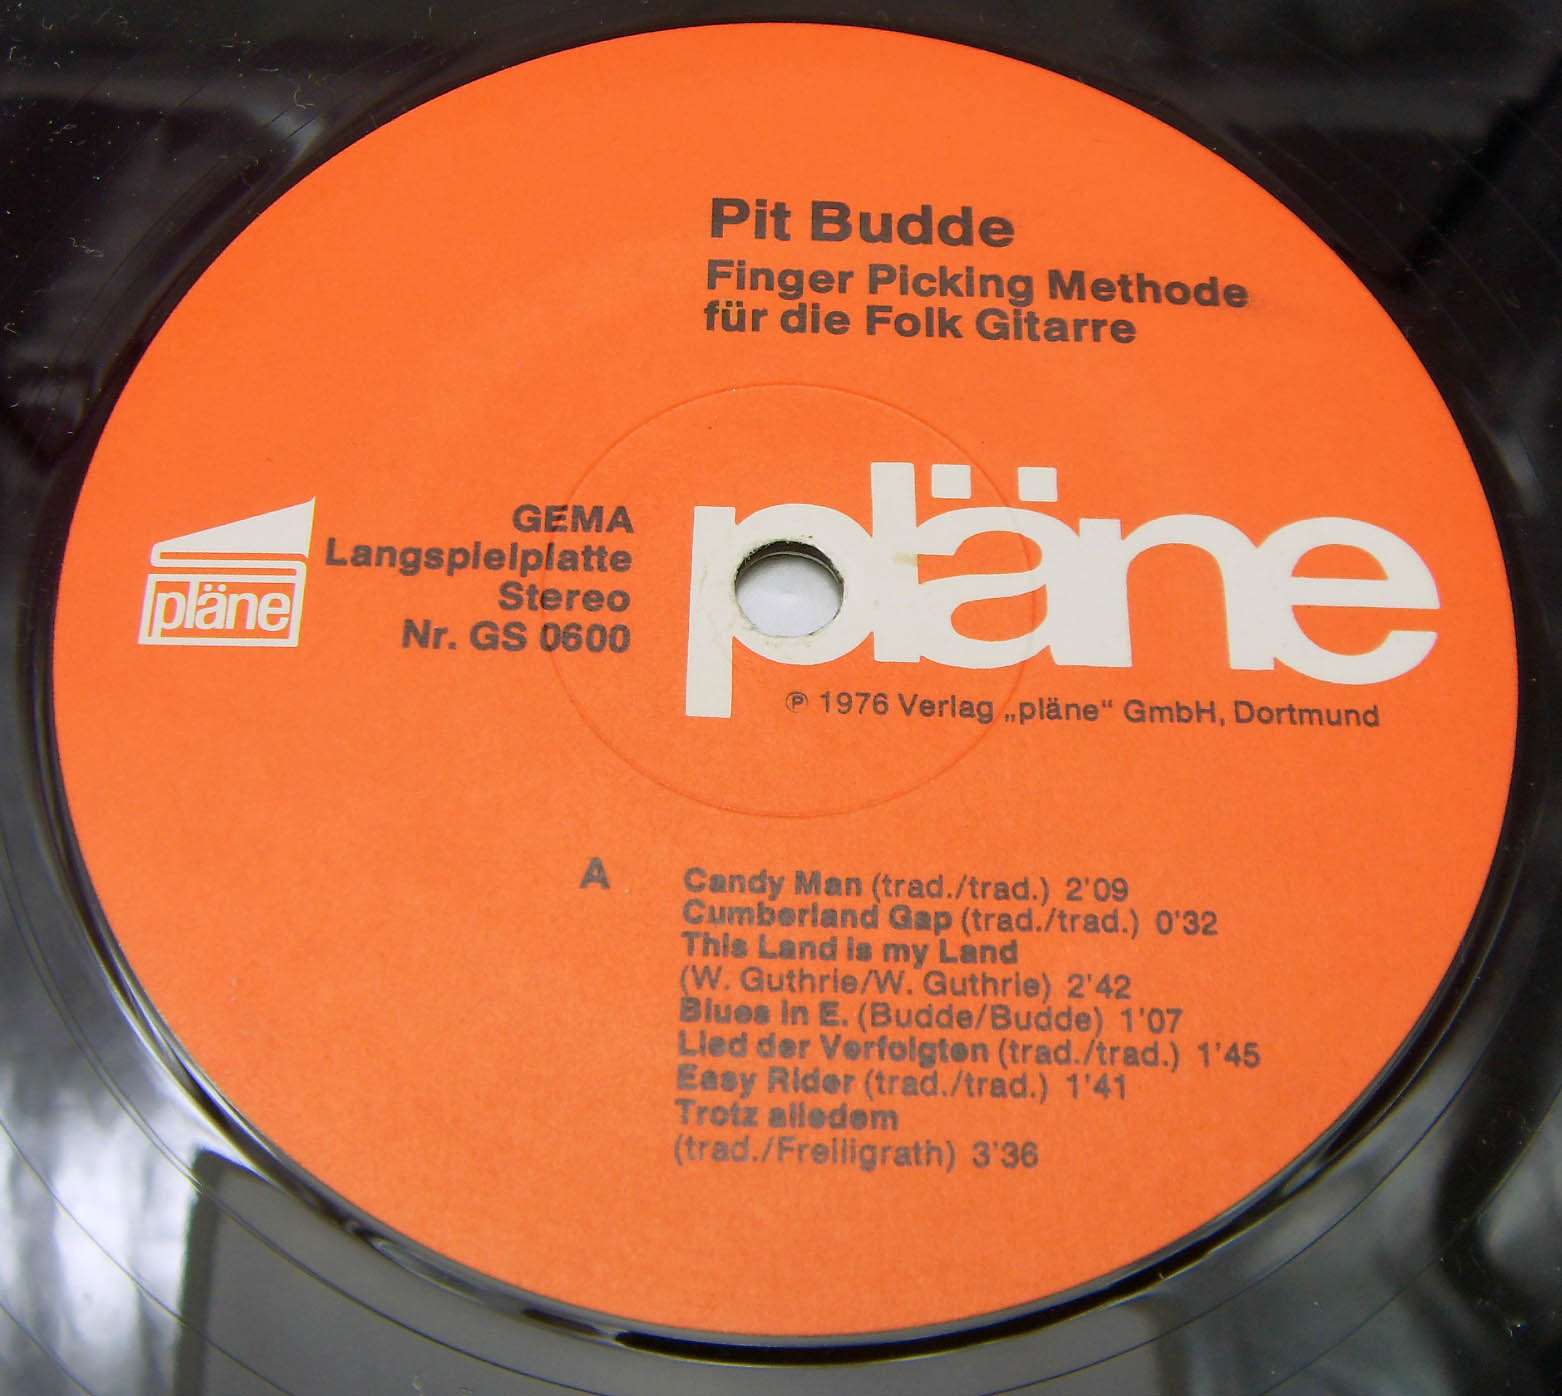 Pit Budde
Finger Picking Methode
für die Folk Gitarre
pläne
GEMA
Langspielplatte
Stereo
Nr. GS 0600
pläne
℗ 1976 Verlag „pläne“ GmbH, Dortmund
A
Candy Man (trad./trad.) 2'09
Cumberland Gap (trad./trad.) 0'32
This Land is my Land
(W. Guthrie/W. Guthrie) 2'42
Blues in E. (Budde/Budde) 1'07
Lied der Verfolgten (trad./trad.) 1'45
Easy Rider (trad./trad.) 1'41
Trotz alledem
(trad./Freiligrath) 3'36